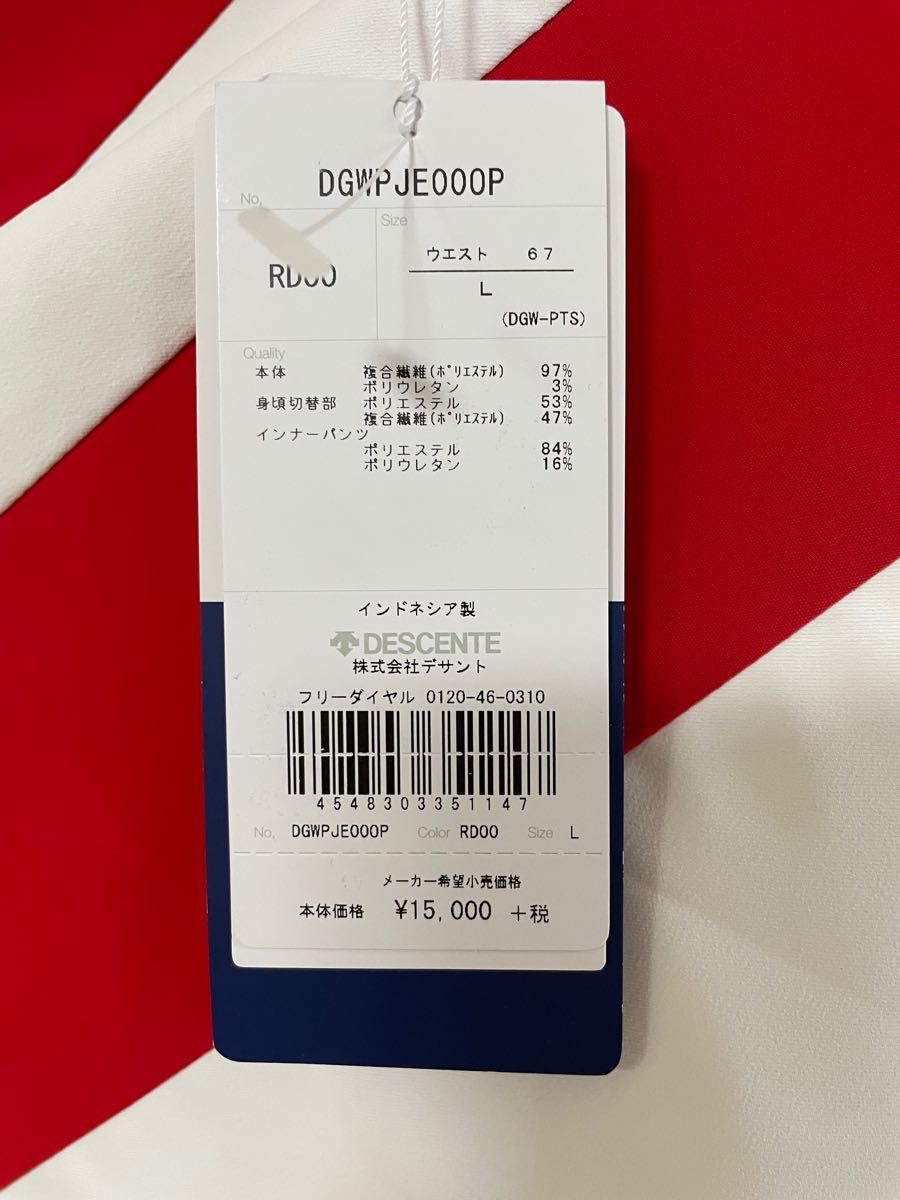 DGWPJE000P
No,
Size
RD00
ウエスト 67
L
(DGW-PTS)
Quality
本体 複合繊維(ﾎﾟﾘｴｽﾃﾙ) 97%
ポリウレタン 3%
身頃切替部 ポリエステル 53%
複合繊維(ﾎﾟﾘｴｽﾃﾙ) 47%
インナーパンツ
ポリエステル 84%
ポリウレタン 16%
インドネシア製
DESCENTE
株式会社デサント
フリーダイヤル 0120-46-0310
4548303351147
No, DGWPJE000P Color RD00 Size L
メーカー希望小売価格
本体価格 ¥15,000 +税